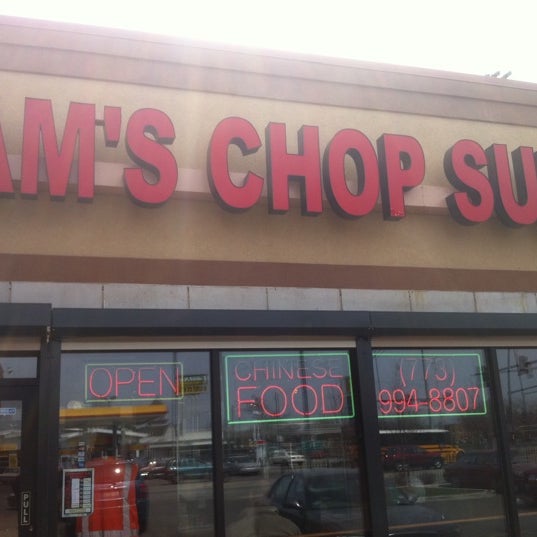 AM'S CHOP SU
OPEN
CHINESE
FOOD
(773)
994-8807
PULL